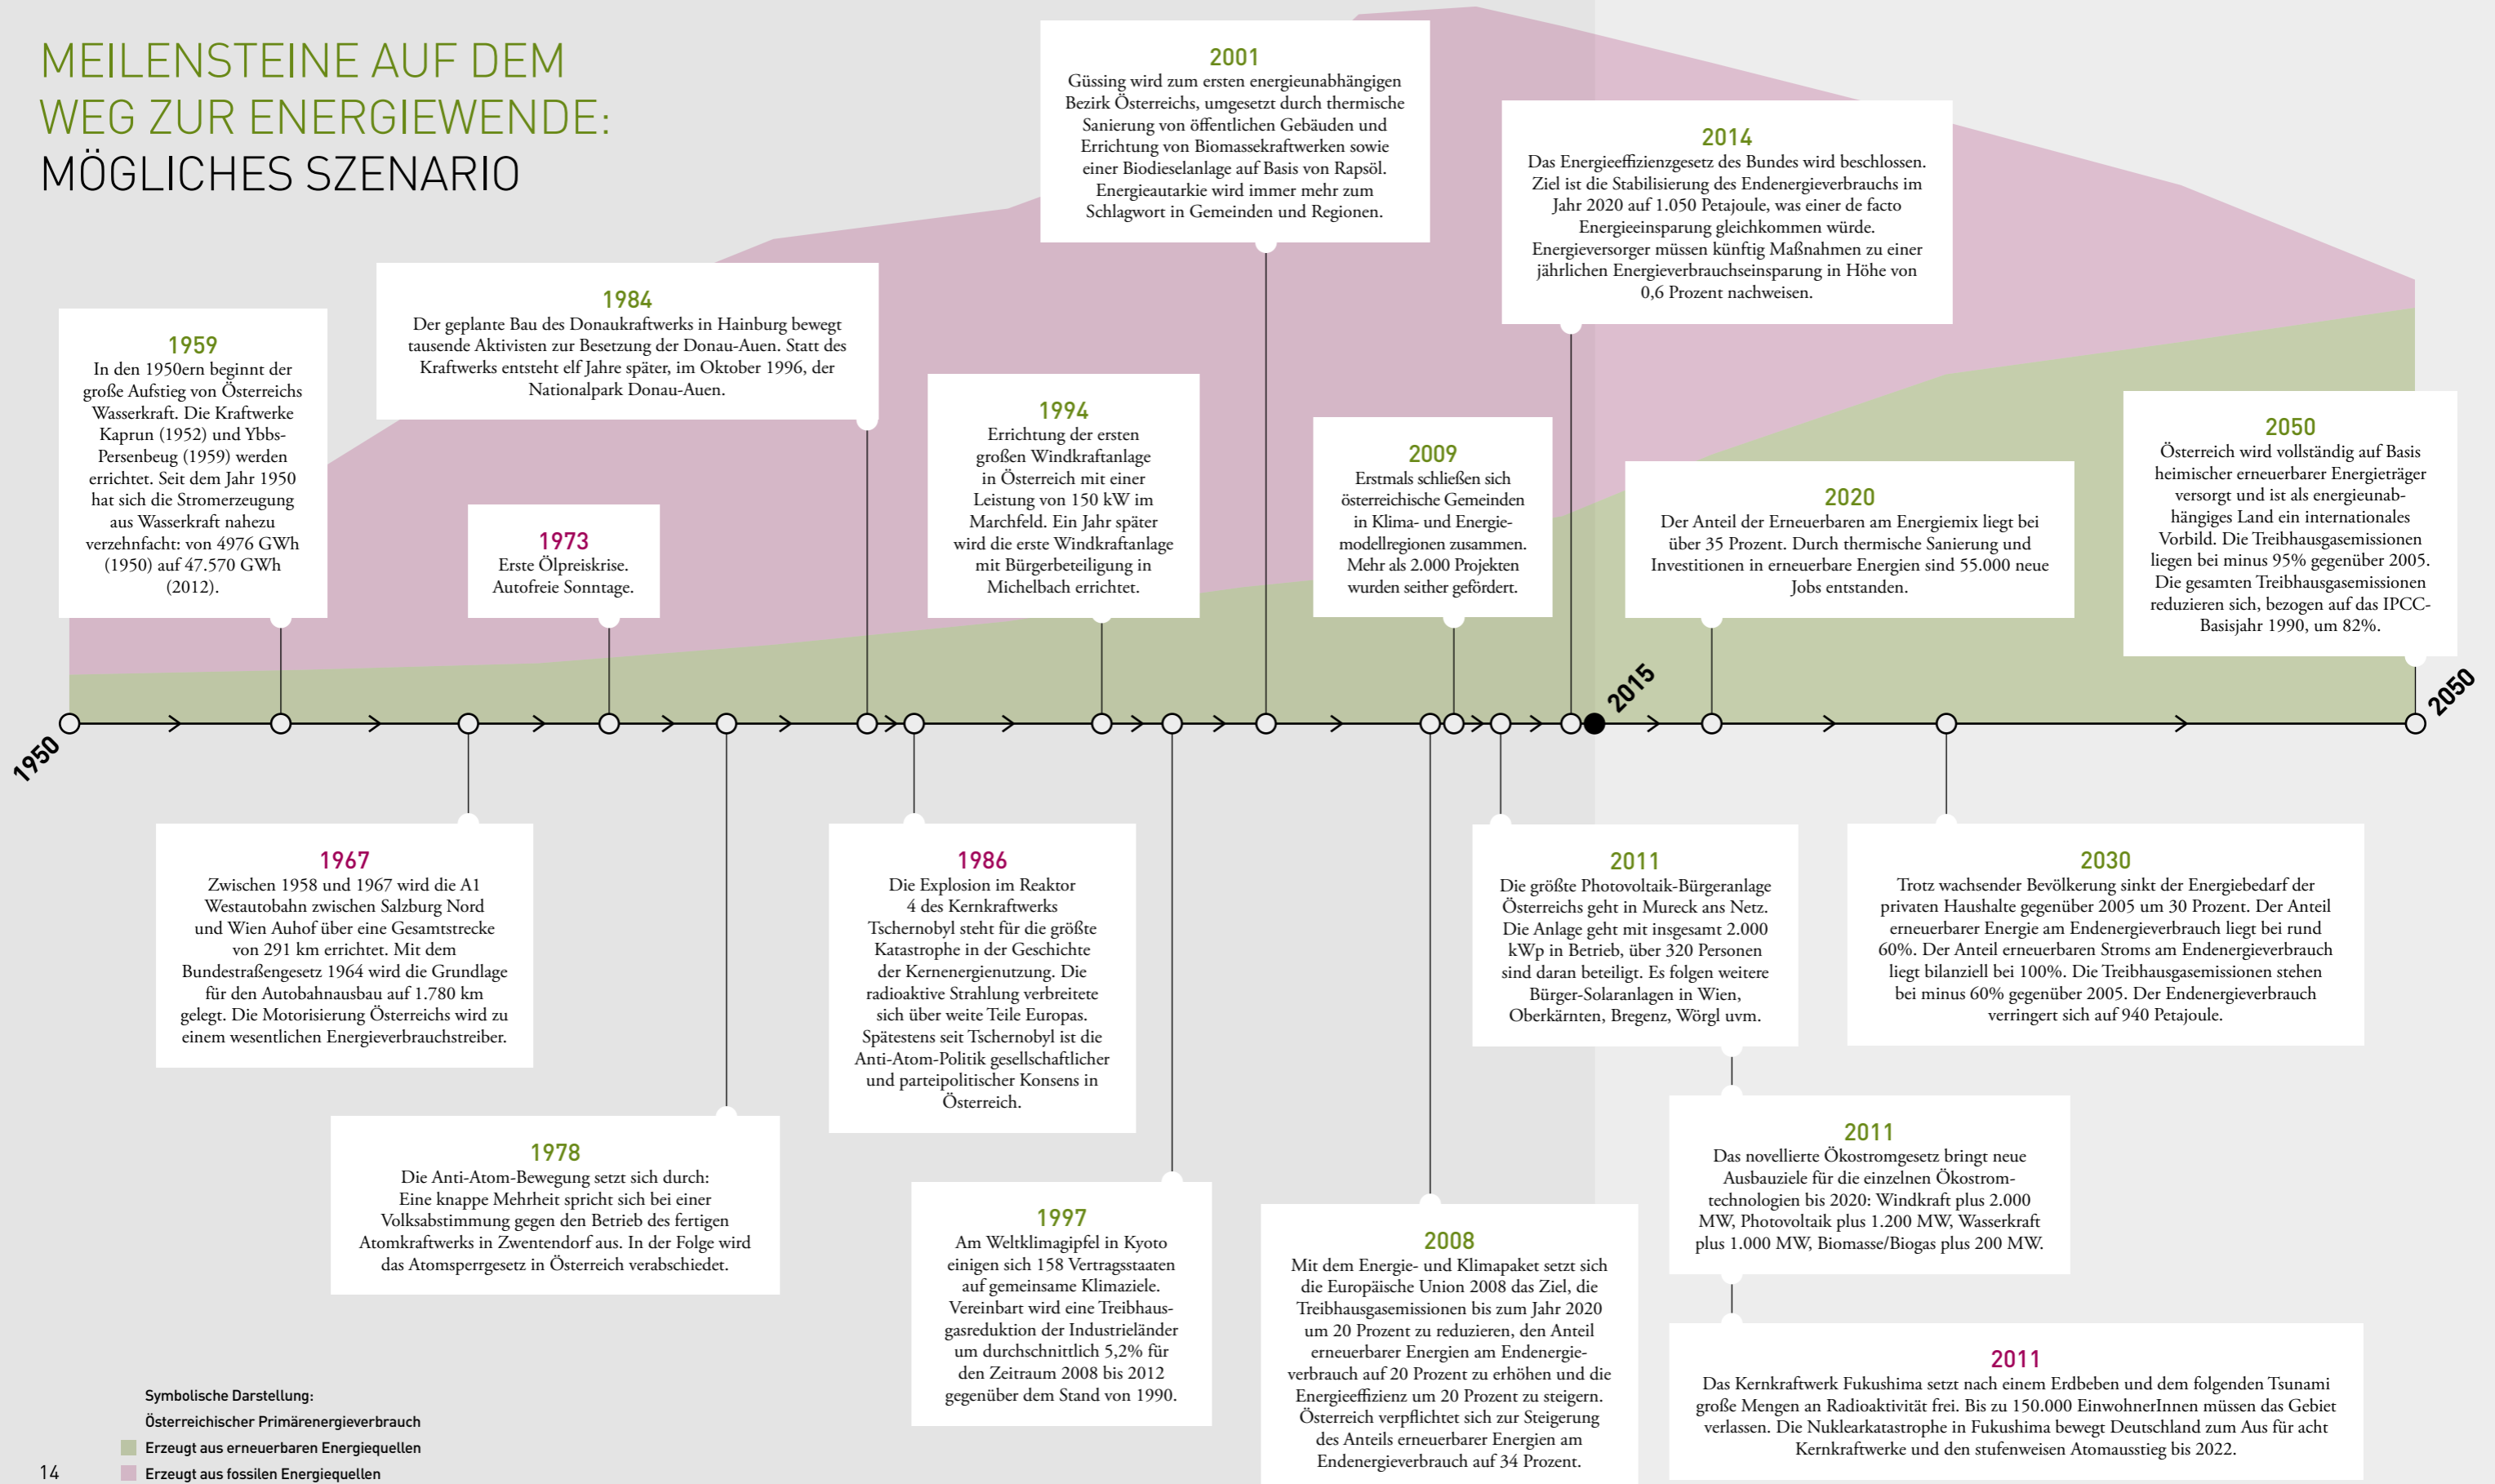 MEILENSTEINE AUF DEM
WEG ZUR ENERGIEWENDE:
MÖGLICHES SZENARIO
1959
In den 1950ern beginnt der
große Aufstieg von Österreichs
Wasserkraft. Die Kraftwerke
Kaprun (1952) und Ybbs-
Persenbeug (1959) werden
errichtet. Seit dem Jahr 1950
hat sich die Stromerzeugung
aus Wasserkraft nahezu
verzehnfacht: von 4976 GWh
(1950) auf 47.570 GWh
(2012).
1984
Der geplante Bau des Donaukraftwerks in Hainburg bewegt
tausende Aktivisten zur Besetzung der Donau-Auen. Statt des
Kraftwerks entsteht elf Jahre später, im Oktober 1996, der
Nationalpark Donau-Auen.
1973
Erste Ölpreiskrise.
Autofreie Sonntage.
1994
Errichtung der ersten
großen Windkraftanlage
in Österreich mit einer
Leistung von 150 kW im
Marchfeld. Ein Jahr später
wird die erste Windkraftanlage
mit Bürgerbeteiligung in
Michelbach errichtet.
2001
Güssing wird zum ersten energieunabhängigen
Bezirk Österreichs, umgesetzt durch thermische
Sanierung von öffentlichen Gebäuden und
Errichtung von Biomassekraftwerken sowie
einer Biodieselanlage auf Basis von Rapsöl.
Energieautarkie wird immer mehr zum
Schlagwort in Gemeinden und Regionen.
2009
Erstmals schließen sich
österreichische Gemeinden
in Klima- und Energie-
modellregionen zusammen.
Mehr als 2.000 Projekten
wurden seither gefördert.
2014
Das Energieeffizienzgesetz des Bundes wird beschlossen.
Ziel ist die Stabilisierung des Endenergieverbrauchs im
Jahr 2020 auf 1.050 Petajoule, was einer de facto
Energieeinsparung gleichkommen würde.
Energieversorger müssen künftig Maßnahmen zu einer
jährlichen Energieverbrauchseinsparung in Höhe von
0,6 Prozent nachweisen.
2020
Der Anteil der Erneuerbaren am Energiemix liegt bei
über 35 Prozent. Durch thermische Sanierung und
Investitionen in erneuerbare Energien sind 55.000 neue
Jobs entstanden.
2050
Österreich wird vollständig auf Basis
heimischer erneuerbarer Energieträger
versorgt und ist als energieunab-
hängiges Land ein internationales
Vorbild. Die Treibhausgasemissionen
liegen bei minus 95% gegenüber 2005.
Die gesamten Treibhausgasemissionen
reduzieren sich, bezogen auf das IPCC-
Basisjahr 1990, um 82%.
1950
2015
2050
1967
Zwischen 1958 und 1967 wird die A1
Westautobahn zwischen Salzburg Nord
und Wien Auhof über eine Gesamtstrecke
von 291 km errichtet. Mit dem
Bundestraßengesetz 1964 wird die Grundlage
für den Autobahnausbau auf 1.780 km
gelegt. Die Motorisierung Österreichs wird zu
einem wesentlichen Energieverbrauchstreiber.
1978
Die Anti-Atom-Bewegung setzt sich durch:
Eine knappe Mehrheit spricht sich bei einer
Volksabstimmung gegen den Betrieb des fertigen
Atomkraftwerks in Zwentendorf aus. In der Folge wird
das Atomsperrgesetz in Österreich verabschiedet.
1986
Die Explosion im Reaktor
4 des Kernkraftwerks
Tschernobyl steht für die größte
Katastrophe in der Geschichte
der Kernenergienutzung. Die
radioaktive Strahlung verbreitete
sich über weite Teile Europas.
Spätestens seit Tschernobyl ist die
Anti-Atom-Politik gesellschaftlicher
und parteipolitischer Konsens in
Österreich.
1997
Am Weltklimagipfel in Kyoto
einigen sich 158 Vertragsstaaten
auf gemeinsame Klimaziele.
Vereinbart wird eine Treibhaus-
gasreduktion der Industrieländer
um durchschnittlich 5,2% für
den Zeitraum 2008 bis 2012
gegenüber dem Stand von 1990.
2008
Mit dem Energie- und Klimapaket setzt sich
die Europäische Union 2008 das Ziel, die
Treibhausgasemissionen bis zum Jahr 2020
um 20 Prozent zu reduzieren, den Anteil
erneuerbarer Energien am Endenergie-
verbrauch auf 20 Prozent zu erhöhen und die
Energieeffizienz um 20 Prozent zu steigern.
Österreich verpflichtet sich zur Steigerung
des Anteils erneuerbarer Energien am
Endenergieverbrauch auf 34 Prozent.
2011
Die größte Photovoltaik-Bürgeranlage
Österreichs geht in Mureck ans Netz.
Die Anlage geht mit insgesamt 2.000
kWp in Betrieb, über 320 Personen
sind daran beteiligt. Es folgen weitere
Bürger-Solaranlagen in Wien,
Oberkärnten, Bregenz, Wörgl uvm.
2011
Das novellierte Ökostromgesetz bringt neue
Ausbauziele für die einzelnen Ökostrom-
technologien bis 2020: Windkraft plus 2.000
MW, Photovoltaik plus 1.200 MW, Wasserkraft
plus 1.000 MW, Biomasse/Biogas plus 200 MW.
2011
Das Kernkraftwerk Fukushima setzt nach einem Erdbeben und dem folgenden Tsunami
große Mengen an Radioaktivität frei. Bis zu 150.000 EinwohnerInnen müssen das Gebiet
verlassen. Die Nuklearkatastrophe in Fukushima bewegt Deutschland zum Aus für acht
Kernkraftwerke und den stufenweisen Atomausstieg bis 2022.
2030
Trotz wachsender Bevölkerung sinkt der Energiebedarf der
privaten Haushalte gegenüber 2005 um 30 Prozent. Der Anteil
erneuerbarer Energie am Endenergieverbrauch liegt bei rund
60%. Der Anteil erneuerbaren Stroms am Endenergieverbrauch
liegt bilanziell bei 100%. Die Treibhausgasemissionen stehen
bei minus 60% gegenüber 2005. Der Endenergieverbrauch
verringert sich auf 940 Petajoule.
Symbolische Darstellung:
Österreichischer Primärenergieverbrauch
Erzeugt aus erneuerbaren Energiequellen
Erzeugt aus fossilen Energiequellen
14